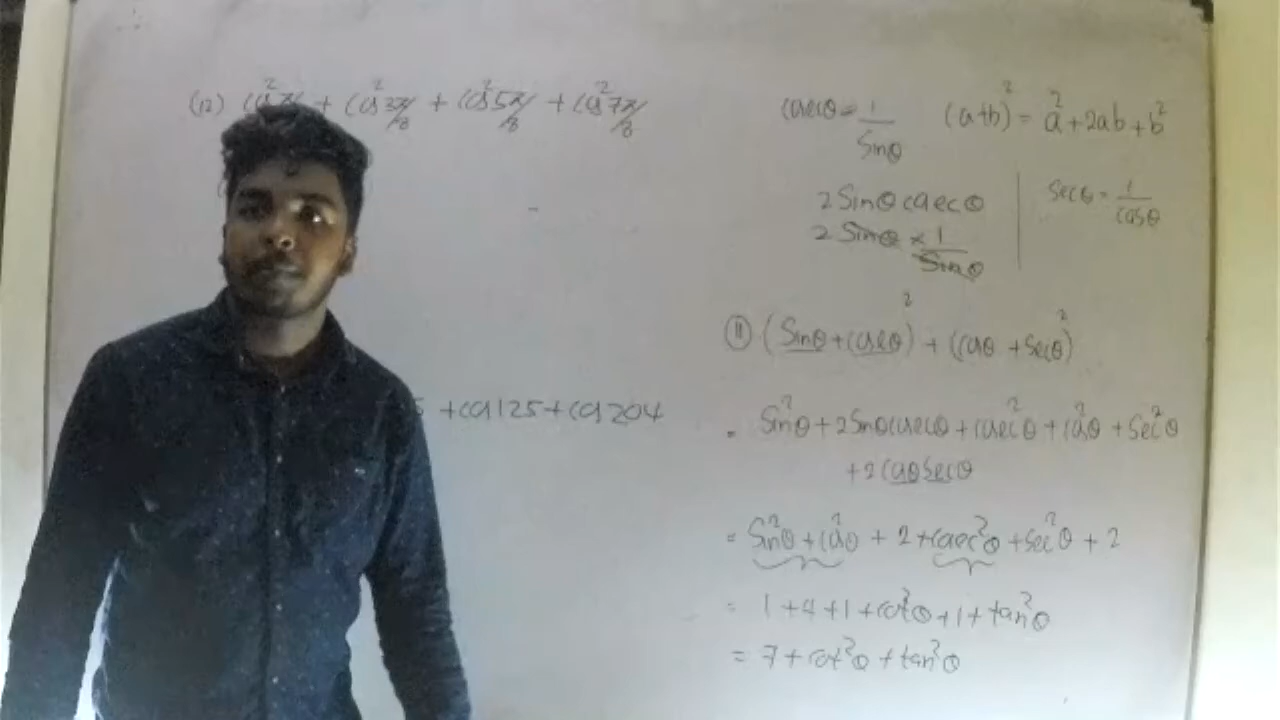 (12) cos²π/8 + cos²3π/8 + cos²5π/8 + cos²7π/8
+cos125+cos204
cosecθ = 1/sinθ
(a+b)² = a²+2ab+b²
2 Sinθ cosecθ
2 Sinθ × 1/Sinθ
Secθ = 1/cosθ
(11) (Sinθ+cosecθ)² + (cosθ +Secθ)²
= Sin²θ+2Sinθcosecθ+cosec²θ+cos²θ+Sec²θ
+2cosθSecθ
= Sin²θ+cos²θ + 2+cosec²θ+sec²θ + 2
= 1+4+1+cot²θ+1+tan²θ
= 7+cot²θ+tan²θ